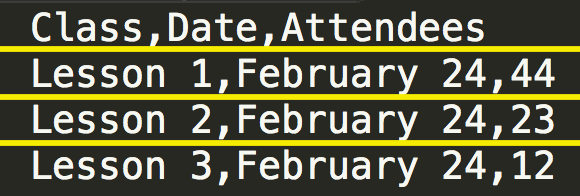 Class,Date,Attendees
Lesson 1,February 24,44
Lesson 2,February 24,23
Lesson 3,February 24,12